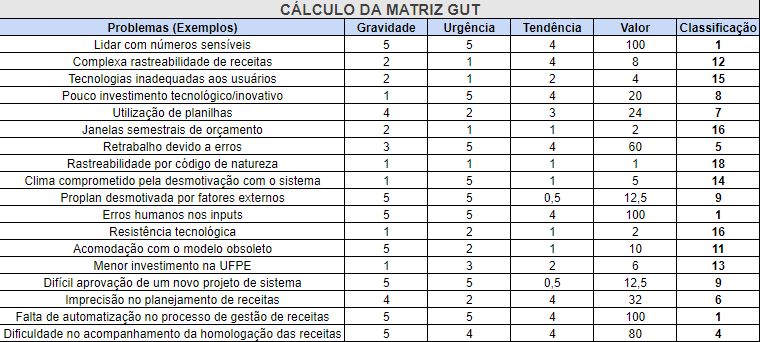 CÁLCULO DA MATRIZ GUT
Problemas (Exemplos) Gravidade Urgência Tendência Valor Classificação
Lidar com números sensíveis 5 5 4 100 1
Complexa rastreabilidade de receitas 2 1 4 8 12
Tecnologias inadequadas aos usuários 2 1 2 4 15
Pouco investimento tecnológico/inovativo 1 5 4 20 8
Utilização de planilhas 4 2 3 24 7
Janelas semestrais de orçamento 2 1 1 2 16
Retrabalho devido a erros 3 5 4 60 5
Rastreabilidade por código de natureza 1 1 1 1 18
Clima comprometido pela desmotivação com o sistema 1 5 1 5 14
Proplan desmotivada por fatores externos 5 5 0,5 12,5 9
Erros humanos nos inputs 5 5 4 100 1
Resistência tecnológica 1 2 1 2 16
Acomodação com o modelo obsoleto 5 2 1 10 11
Menor investimento na UFPE 1 3 2 6 13
Difícil aprovação de um novo projeto de sistema 5 5 0,5 12,5 9
Imprecisão no planejamento de receitas 4 2 4 32 6
Falta de automatização no processo de gestão de receitas 5 5 4 100 1
Dificuldade no acompanhamento da homologação das receitas 5 4 4 80 4